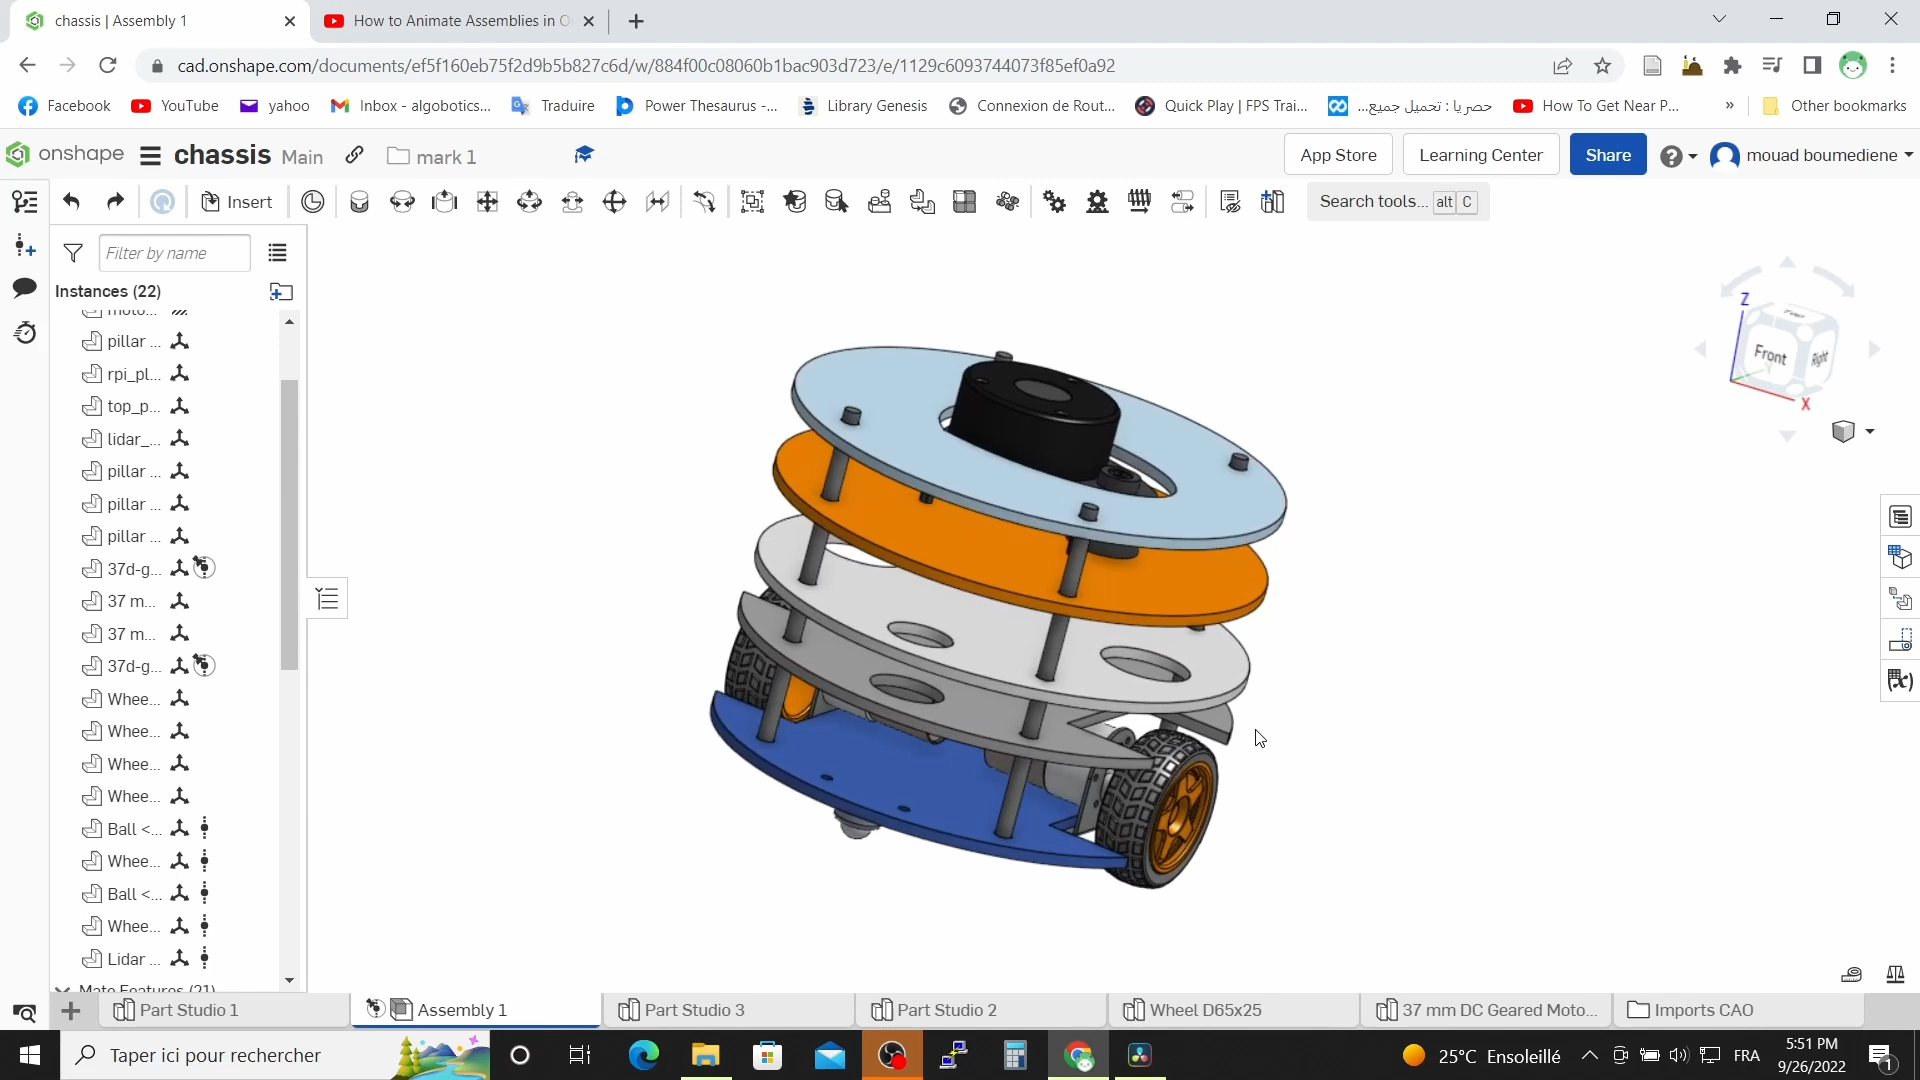 chassis | Assembly 1
How to Animate Assemblies in O
cad.onshape.com/documents/ef5f160eb75f2d9b5b827c6d/w/884f00c08060b1bac903d723/e/1129c6093744073f85ef0a92
Facebook YouTube yahoo Inbox - algobotics... Traduire Power Thesaurus -... Library Genesis Connexion de Rout... Quick Play | FPS Trai... حصريا : تحميل جميع... How To Get Near P... » Other bookmarks
onshape chassis Main mark 1 App Store Learning Center Share mouad boumediene
Insert Search tools... alt C
Filter by name
Instances (22)
moto...
pillar ...
rpi_pl...
top_p...
lidar_...
pillar ...
pillar ...
pillar ...
37d-g...
37 m...
37 m...
37d-g...
Whee...
Whee...
Whee...
Whee...
Ball <...
Whee...
Ball <...
Whee...
Lidar ...
Mate Features (21)
Z
Top
Front
Right
Y
X
Part Studio 1 Assembly 1 Part Studio 3 Part Studio 2 Wheel D65x25 37 mm DC Geared Moto... Imports CAO
Taper ici pour rechercher
25°C Ensoleillé
FRA
5:51 PM
9/26/2022
1